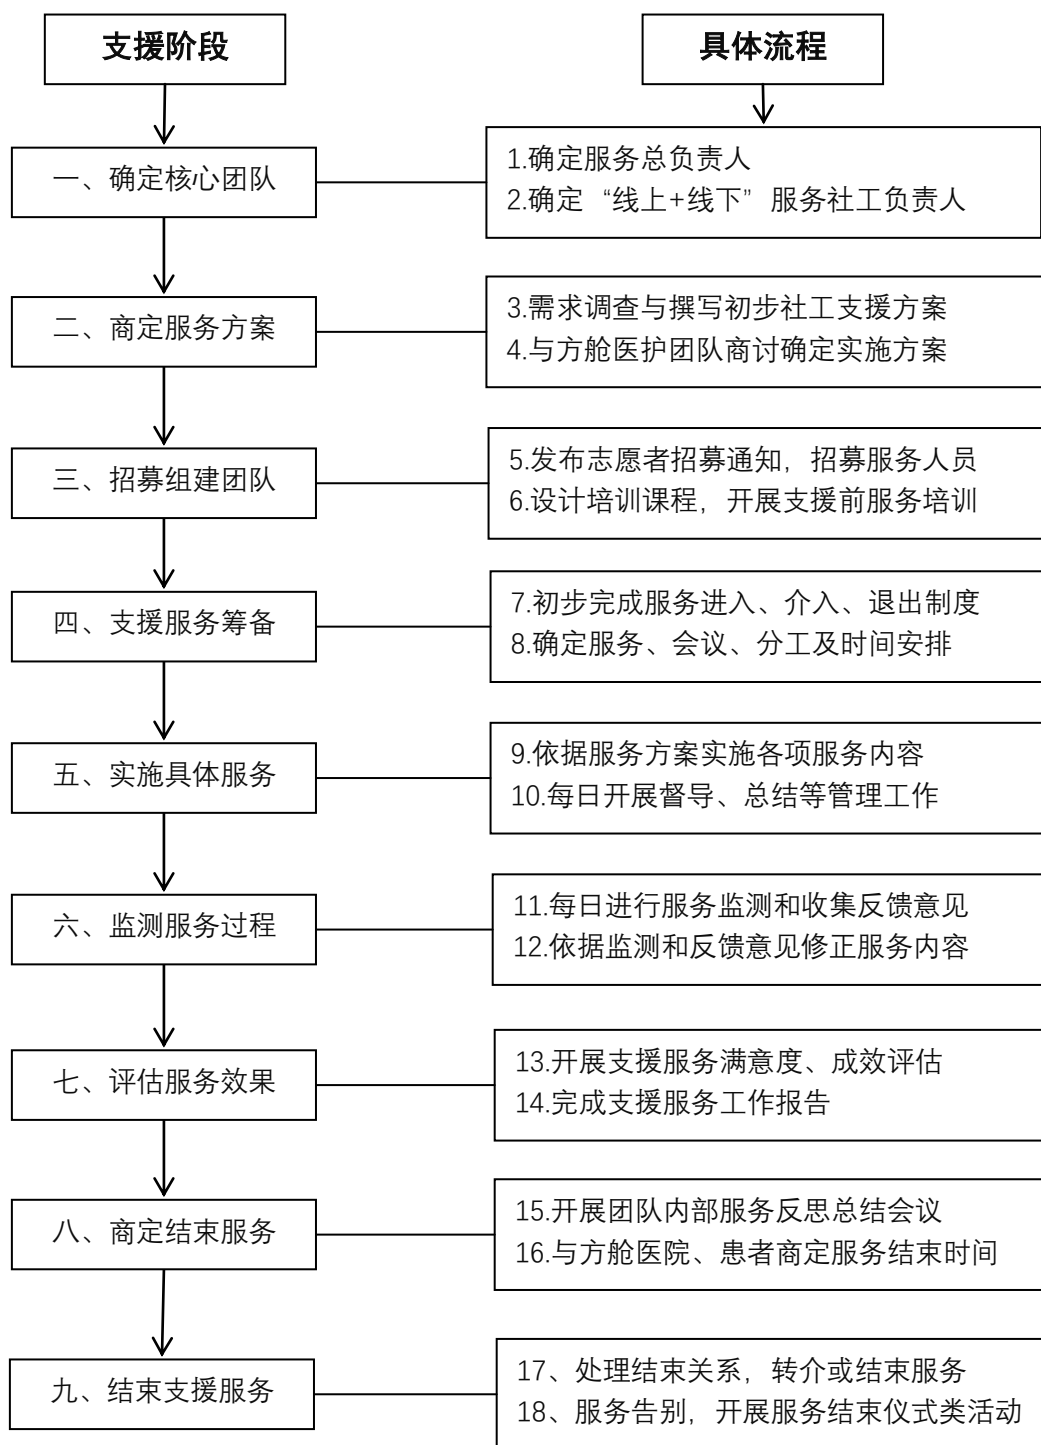 支援阶段
具体流程
一、确定核心团队
1.确定服务总负责人
2.确定“线上+线下”服务社工负责人
二、商定服务方案
3.需求调查与撰写初步社工支援方案
4.与方舱医护团队商讨确定实施方案
三、招募组建团队
5.发布志愿者招募通知，招募服务人员
6.设计培训课程，开展支援前服务培训
四、支援服务筹备
7.初步完成服务进入、介入、退出制度
8.确定服务、会议、分工及时间安排
五、实施具体服务
9.依据服务方案实施各项服务内容
10.每日开展督导、总结等管理工作
六、监测服务过程
11.每日进行服务监测和收集反馈意见
12.依据监测和反馈意见修正服务内容
七、评估服务效果
13.开展支援服务满意度、成效评估
14.完成支援服务工作报告
八、商定结束服务
15.开展团队内部服务反思总结会议
16.与方舱医院、患者商定服务结束时间
九、结束支援服务
17、处理结束关系，转介或结束服务
18、服务告别，开展服务结束仪式类活动